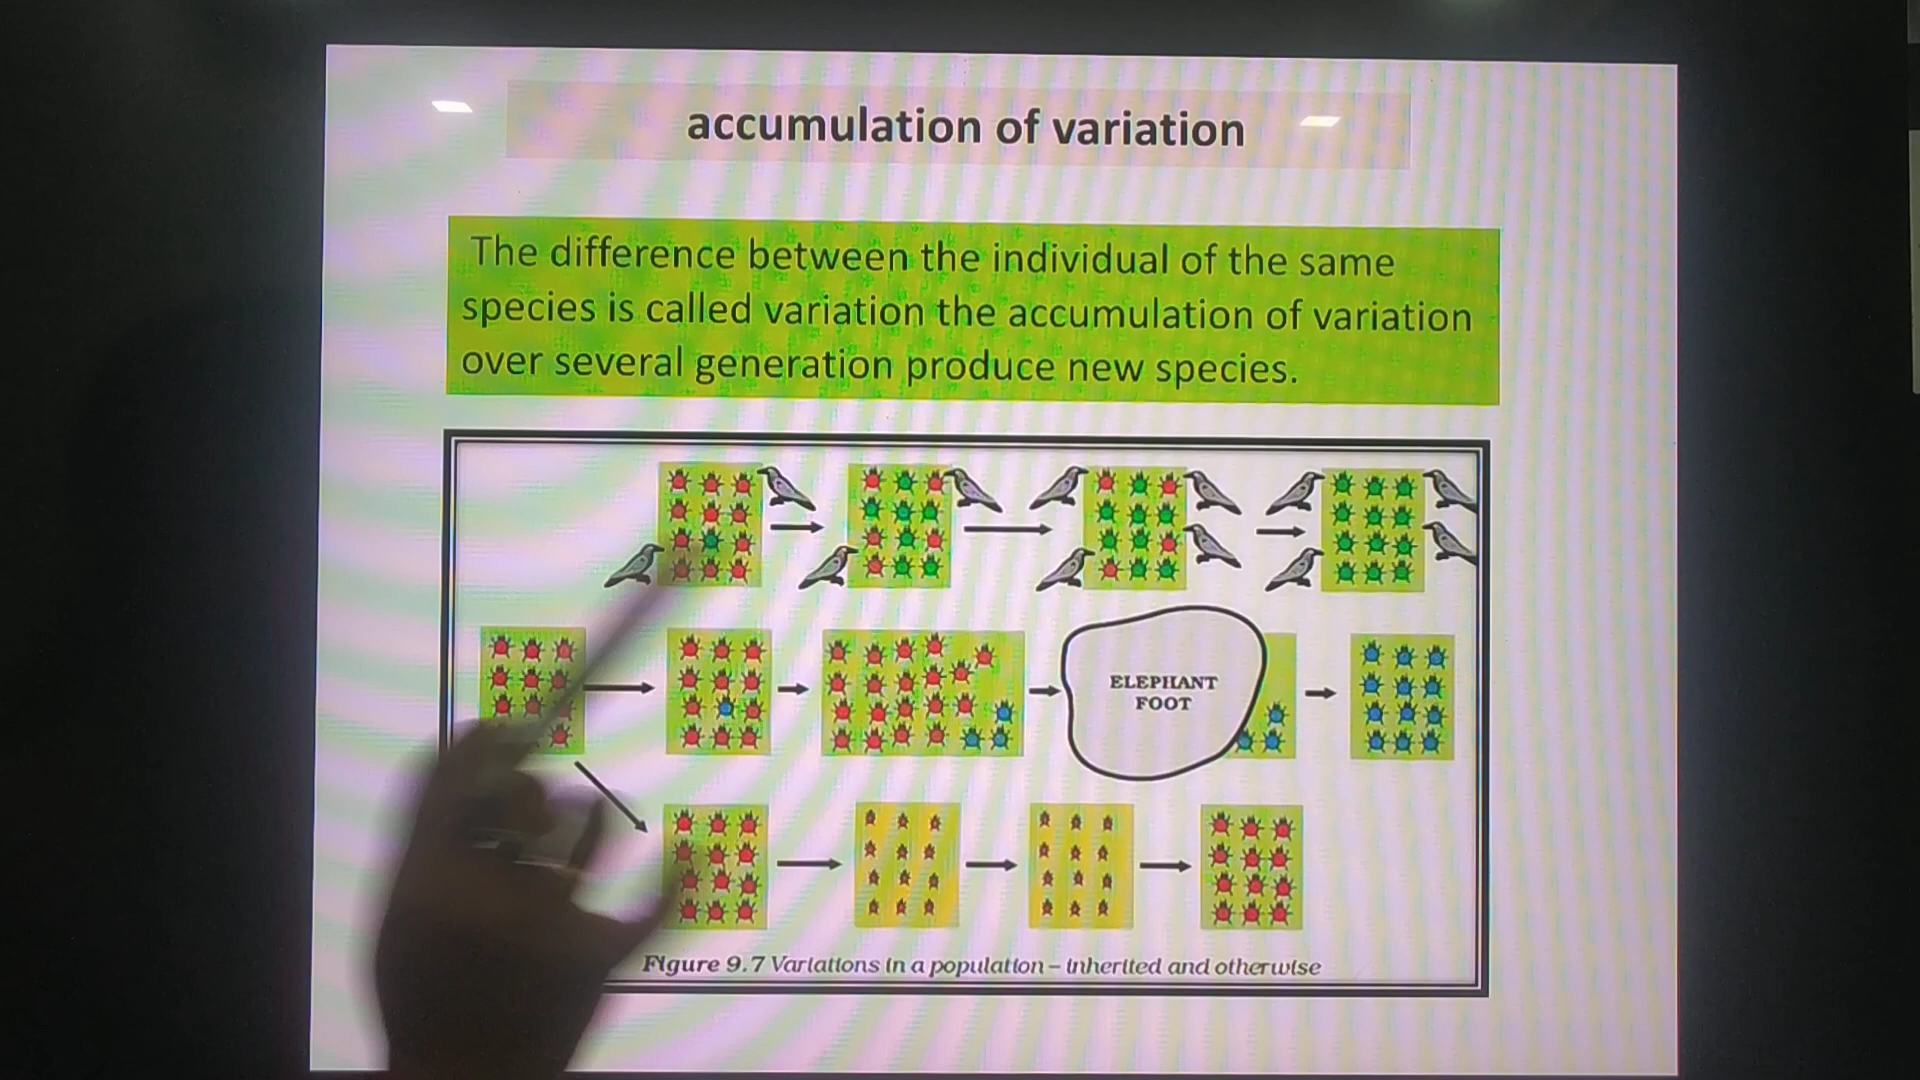 accumulation of variation
The difference between the individual of the same
species is called variation the accumulation of variation
over several generation produce new species.
ELEPHANT
FOOT
Figure 9.7 Variations in a population – inherited and otherwise